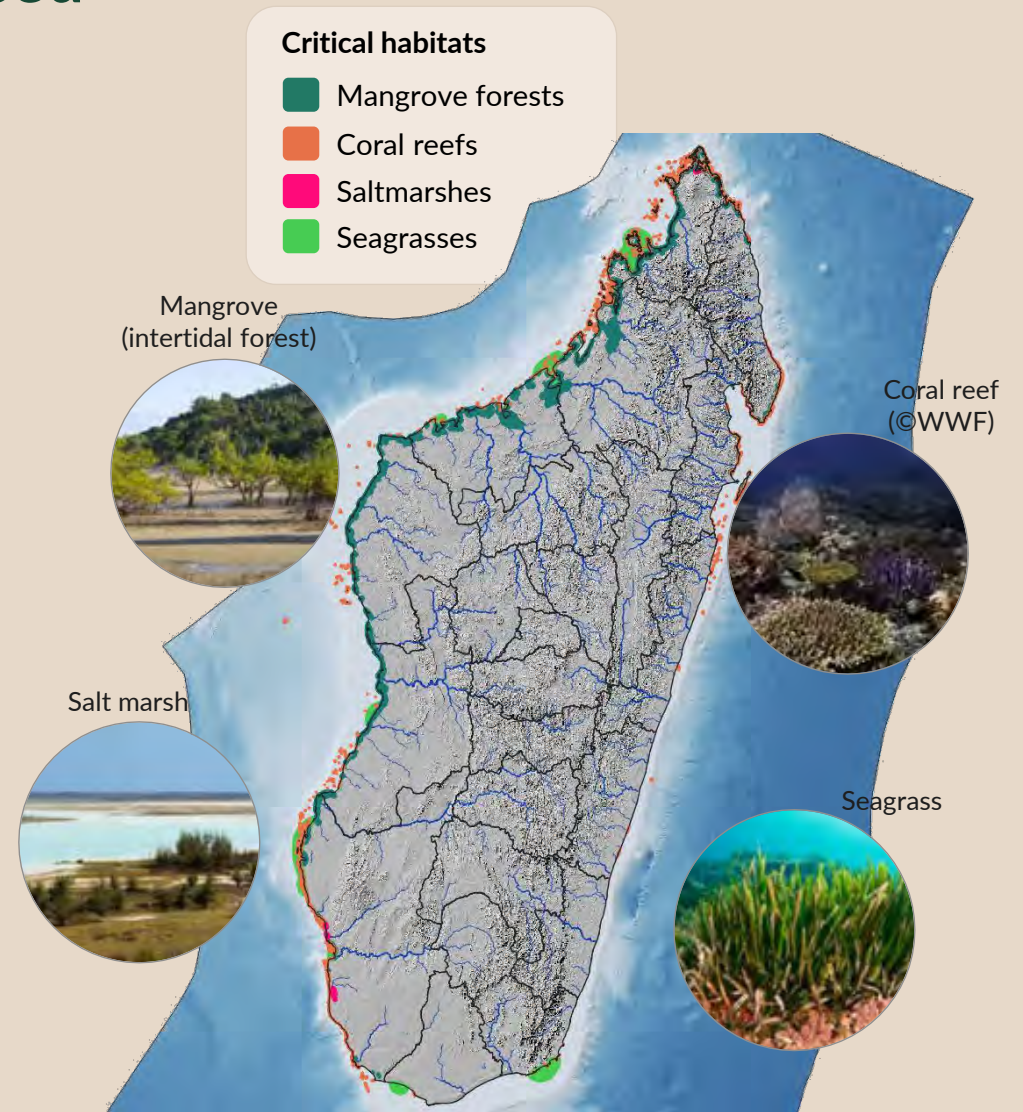 Critical habitats
Mangrove forests
Coral reefs
Saltmarshes
Seagrasses
Mangrove
(intertidal forest)
Coral reef
(©WWF)
Salt marsh
Seagrass